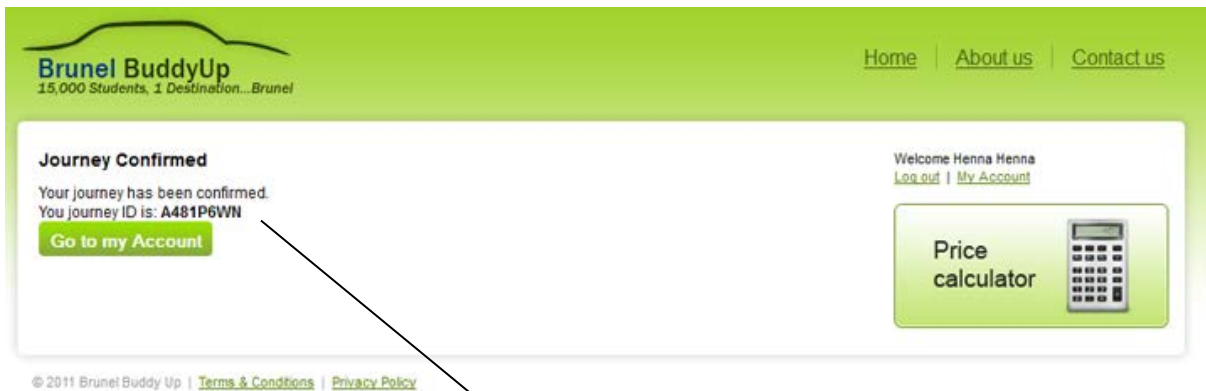 Brunel BuddyUp
15,000 Students, 1 Destination...Brunel
Home | About us | Contact us
Journey Confirmed
Your journey has been confirmed.
You journey ID is: A481P6WN
Go to my Account
Welcome Henna Henna
Log out | My Account
Price
calculator
© 2011 Brunel Buddy Up | Terms & Conditions | Privacy Policy